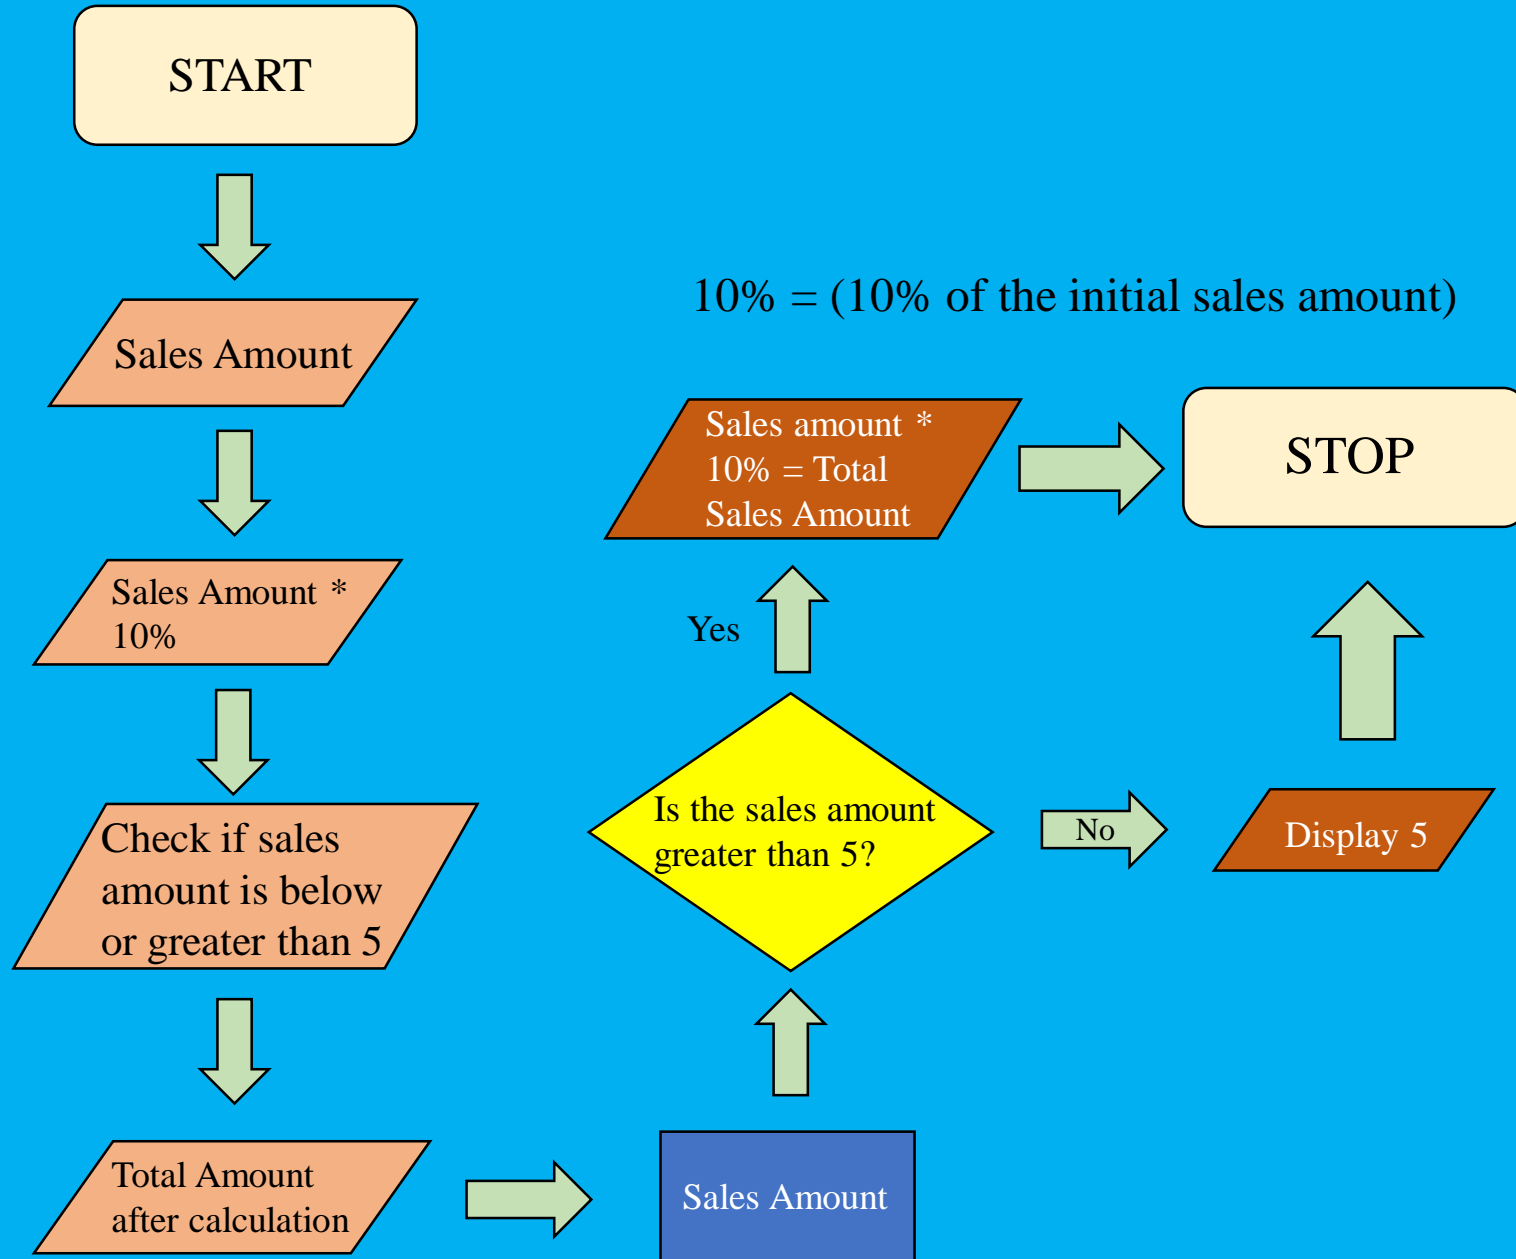 START
Sales Amount
Sales Amount *
10%
Check if sales
amount is below
or greater than 5
Total Amount
after calculation
Sales Amount
Is the sales amount
greater than 5?
Yes
Sales amount *
10% = Total
Sales Amount
No
Display 5
STOP
10% = (10% of the initial sales amount)